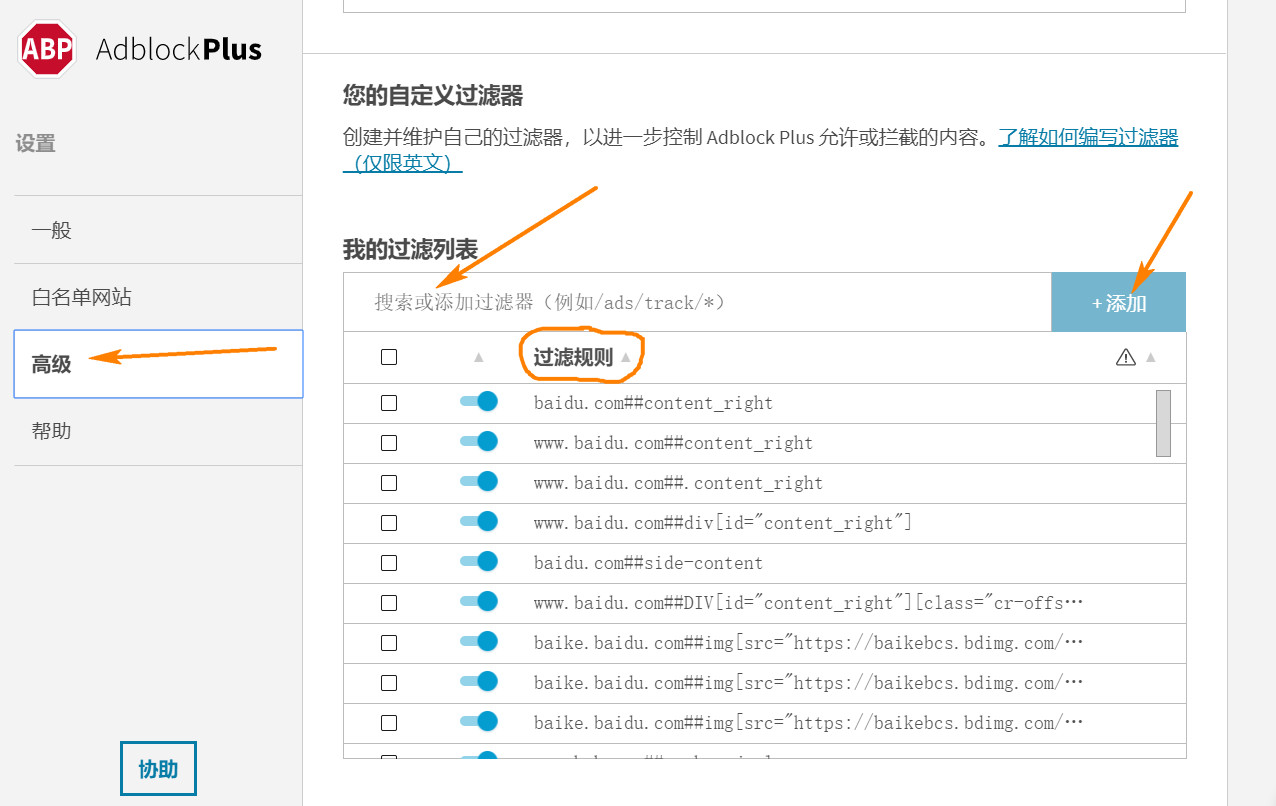 ABP AdblockPlus
设置
一般
白名单网站
高级
帮助
协助
您的自定义过滤器
创建并维护自己的过滤器，以进一步控制 Adblock Plus 允许或拦截的内容。了解如何编写过滤器
（仅限英文）
我的过滤列表
搜索或添加过滤器（例如/ads/track/*）
+ 添加
过滤规则
baidu.com##content_right
www.baidu.com##content_right
www.baidu.com##.content_right
www.baidu.com##div[id="content_right"]
baidu.com##side-content
www.baidu.com##DIV[id="content_right"][class="cr-offs…
baike.baidu.com##img[src="https://baikebcs.bdimg.com/…
baike.baidu.com##img[src="https://baikebcs.bdimg.com/…
baike.baidu.com##img[src="https://baikebcs.bdimg.com/…